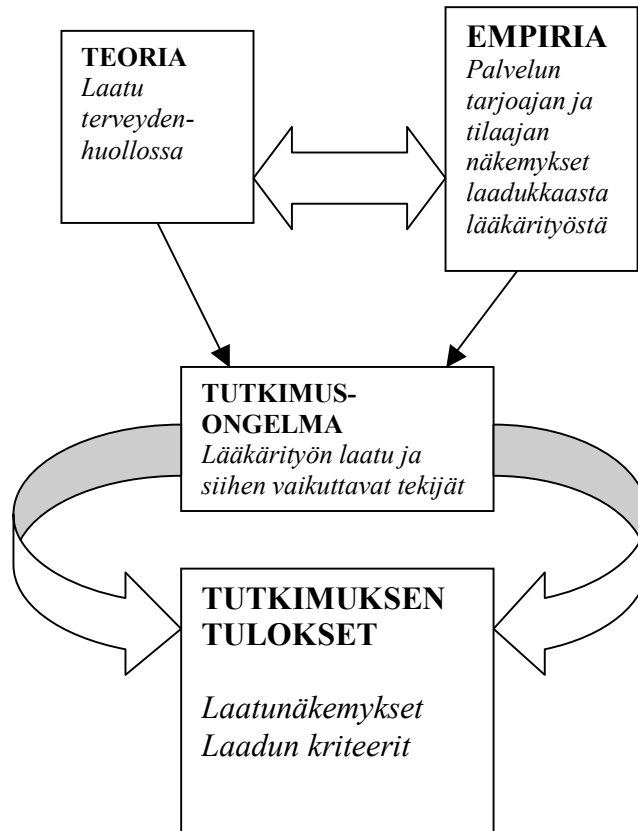 TEORIA
Laatu
terveyden-
huollossa
EMPIRIA
Palvelun
tarjoajan ja
tilaajan
näkemykset
laadukkaasta
lääkärityöstä
TUTKIMUS-
ONGELMA
Lääkärityön laatu ja
siihen vaikuttavat tekijät
TUTKIMUKSEN
TULOKSET
Laatunäkemykset
Laadun kriteerit